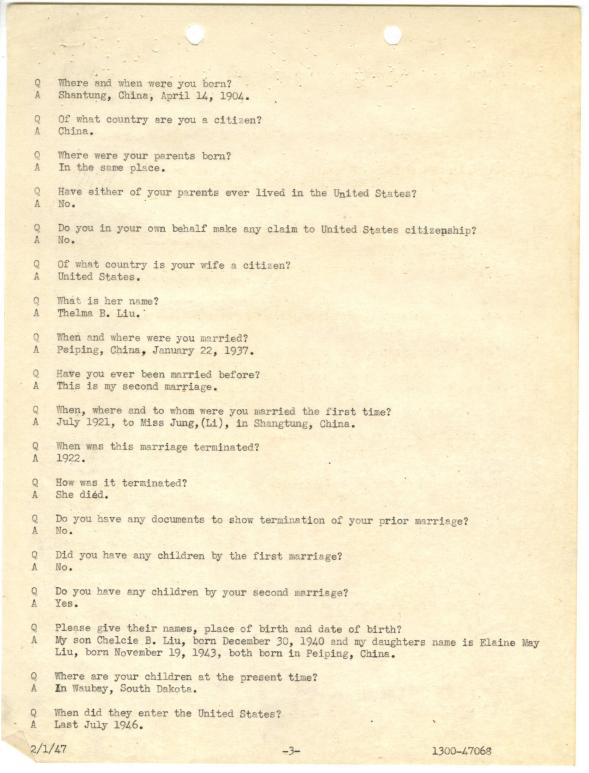 Q Where and when were you born?
A Shantung, China, April 14, 1904.
Q Of what country are you a citizen?
A China.
Q Where were your parents born?
A In the same place.
Q Have either of your parents ever lived in the United States?
A No.
Q Do you in your own behalf make any claim to United States citizenship?
A No.
Q Of what country is your wife a citizen?
A United States.
Q What is her name?
A Thelma B. Liu.
Q When and where were you married?
A Peiping, China, January 22, 1937.
Q Have you ever been married before?
A This is my second marriage.
Q When, where and to whom were you married the first time?
A July 1921, to Miss Jung,(Li), in Shangtung, China.
Q When was this marriage terminated?
A 1922.
Q How was it terminated?
A She died.
Q Do you have any documents to show termination of your prior marriage?
A No.
Q Did you have any children by the first marriage?
A No.
Q Do you have any children by your second marriage?
A Yes.
Q Please give their names, place of birth and date of birth?
A My son Chelcie B. Liu, born December 30, 1940 and my daughters name is Elaine May
Liu, born November 19, 1943, both born in Peiping, China.
Q Where are your children at the present time?
A In Waubay, South Dakota.
Q When did they enter the United States?
A Last July 1946.
2/1/47 -3- 1300-47068